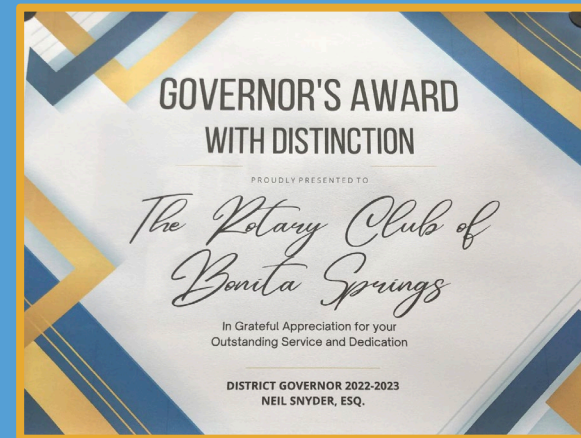 GOVERNOR'S AWARD
WITH DISTINCTION
PROUDLY PRESENTED TO
The Rotary Club of
Bonita Springs
In Grateful Appreciation for your
Outstanding Service and Dedication
DISTRICT GOVERNOR 2022-2023
NEIL SNYDER, ESQ.